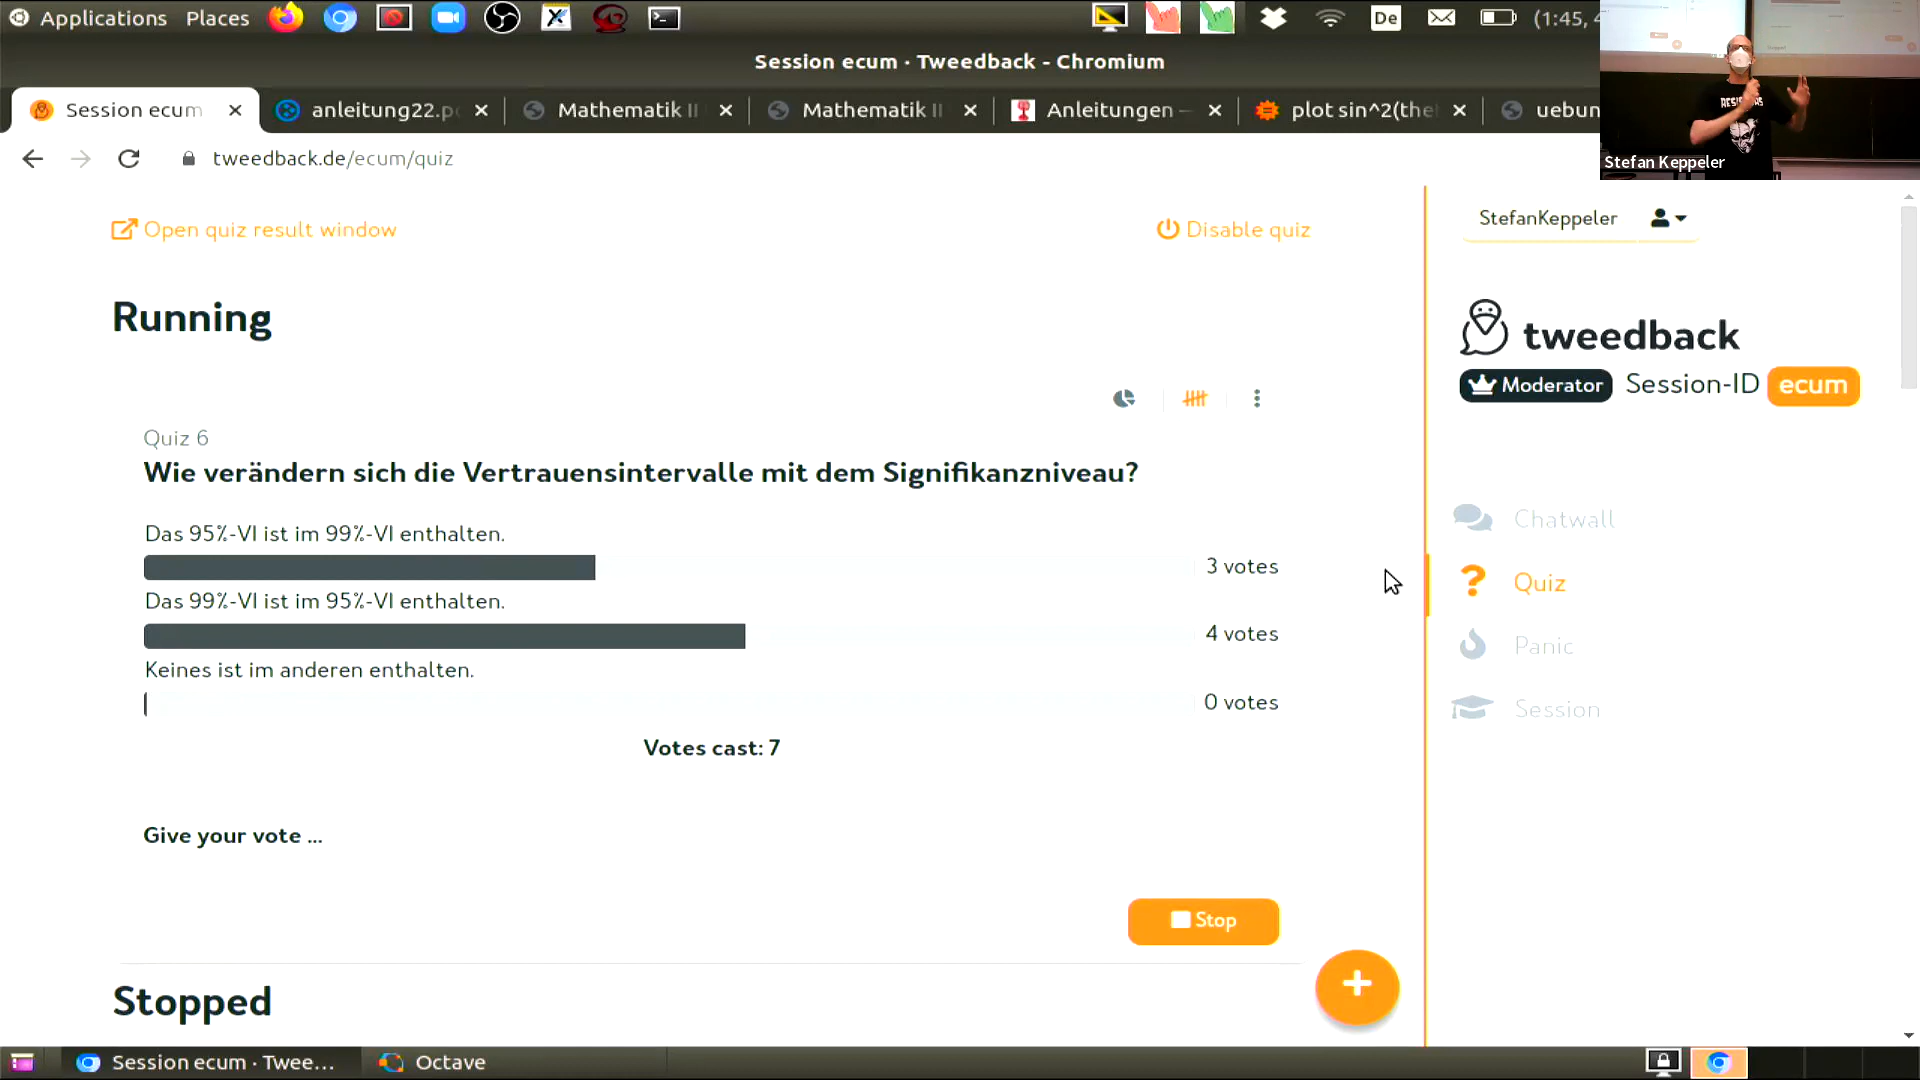 Applications Places De (1:45,
Session ecum · Tweedback - Chromium
Session ecum anleitung22.p Mathematik II Mathematik II Anleitungen – plot sin^2(the uebun
tweedback.de/ecum/quiz
Stefan Keppeler
Open quiz result window Disable quiz
StefanKeppeler
Running
tweedback
Moderator Session-ID ecum
Quiz 6
Wie verändern sich die Vertrauensintervalle mit dem Signifikanzniveau?
Das 95%-VI ist im 99%-VI enthalten.
3 votes
Das 99%-VI ist im 95%-VI enthalten.
4 votes
Keines ist im anderen enthalten.
0 votes
Votes cast: 7
Give your vote ...
Stop
Stopped
Chatwall
Quiz
Panic
Session
Session ecum · Twee... Octave